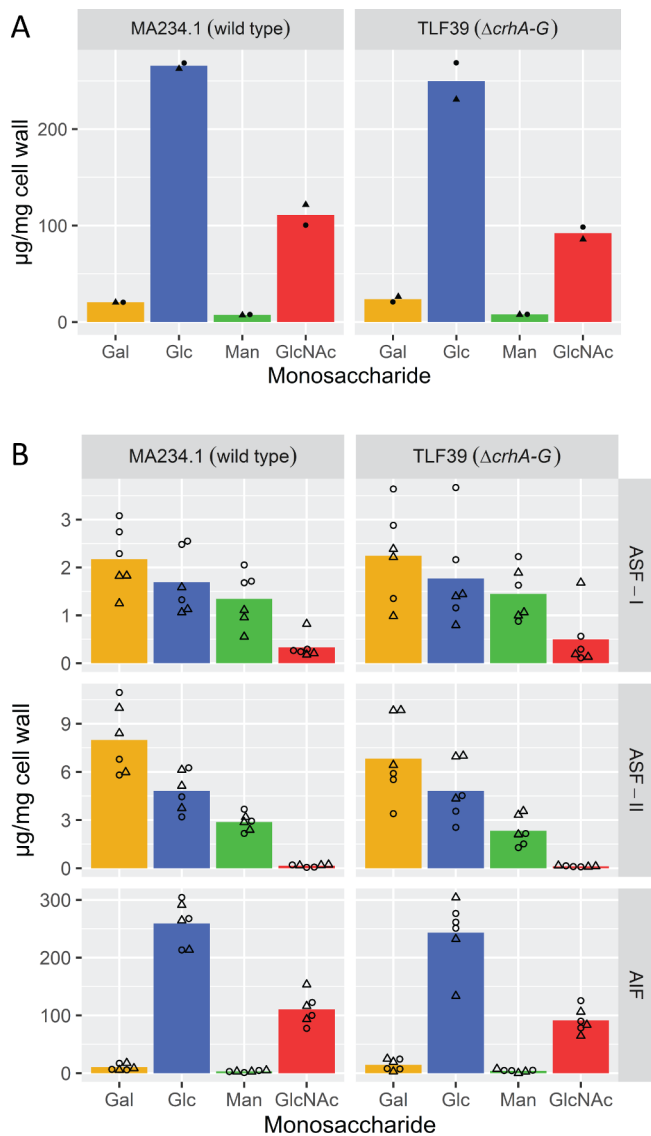 A
MA234.1 (wild type)
TLF39 (ΔcrhA-G)
µg/mg cell wall
200
100
0
Gal Glc Man GlcNAc
Gal Glc Man GlcNAc
Monosaccharide
B
MA234.1 (wild type)
TLF39 (ΔcrhA-G)
3
2
1
0
ASF – I
µg/mg cell wall
9
6
3
0
ASF – II
300
200
100
0
AIF
Gal Glc Man GlcNAc
Gal Glc Man GlcNAc
Monosaccharide